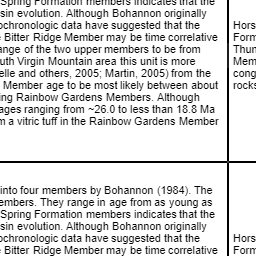 Spring Formation members indicates that the
sin evolution. Although Bohannon originally
ochronologic data have suggested that the
Bitter Ridge Member may be time correlative
ange of the two upper members to be from
uth Virgin Mountain area this unit is more
elle and others, 2005; Martin, 2005) from the
Member age to be most likely between about
ing Rainbow Gardens Members. Although
ages ranging from ~26.0 to less than 18.8 Ma
m a vitric tuff in the Rainbow Gardens Member
Hors
Form
Thun
Mem
cong
rocks
into four members by Bohannon (1984). The
embers. They range in age from as young as
Spring Formation members indicates that the
sin evolution. Although Bohannon originally
ochronologic data have suggested that the
Bitter Ridge Member may be time correlative
Hors
Form